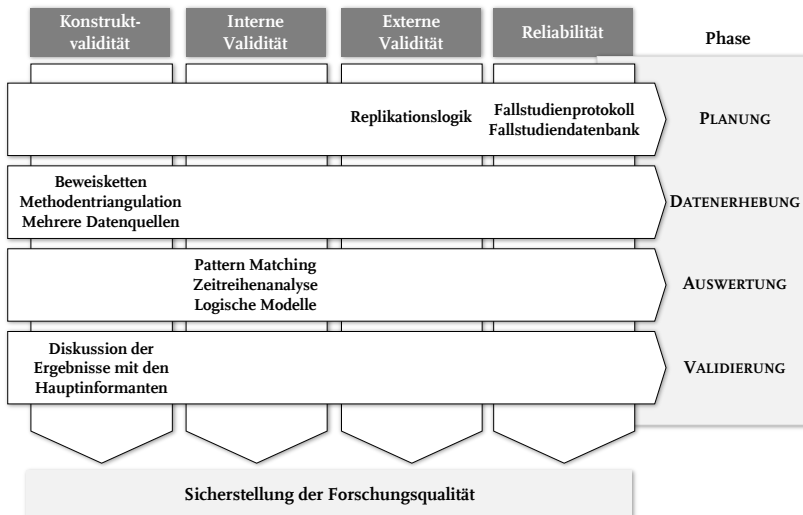 Konstrukt-
validität
Interne
Validität
Externe
Validität
Reliabilität
Phase
Replikationslogik
Fallstudienprotokoll
Fallstudiendatenbank
PLANUNG
Beweisketten
Methodentriangulation
Mehrere Datenquellen
DATENERHEBUNG
Pattern Matching
Zeitreihenanalyse
Logische Modelle
AUSWERTUNG
Diskussion der
Ergebnisse mit den
Hauptinformanten
VALIDIERUNG
Sicherstellung der Forschungsqualität